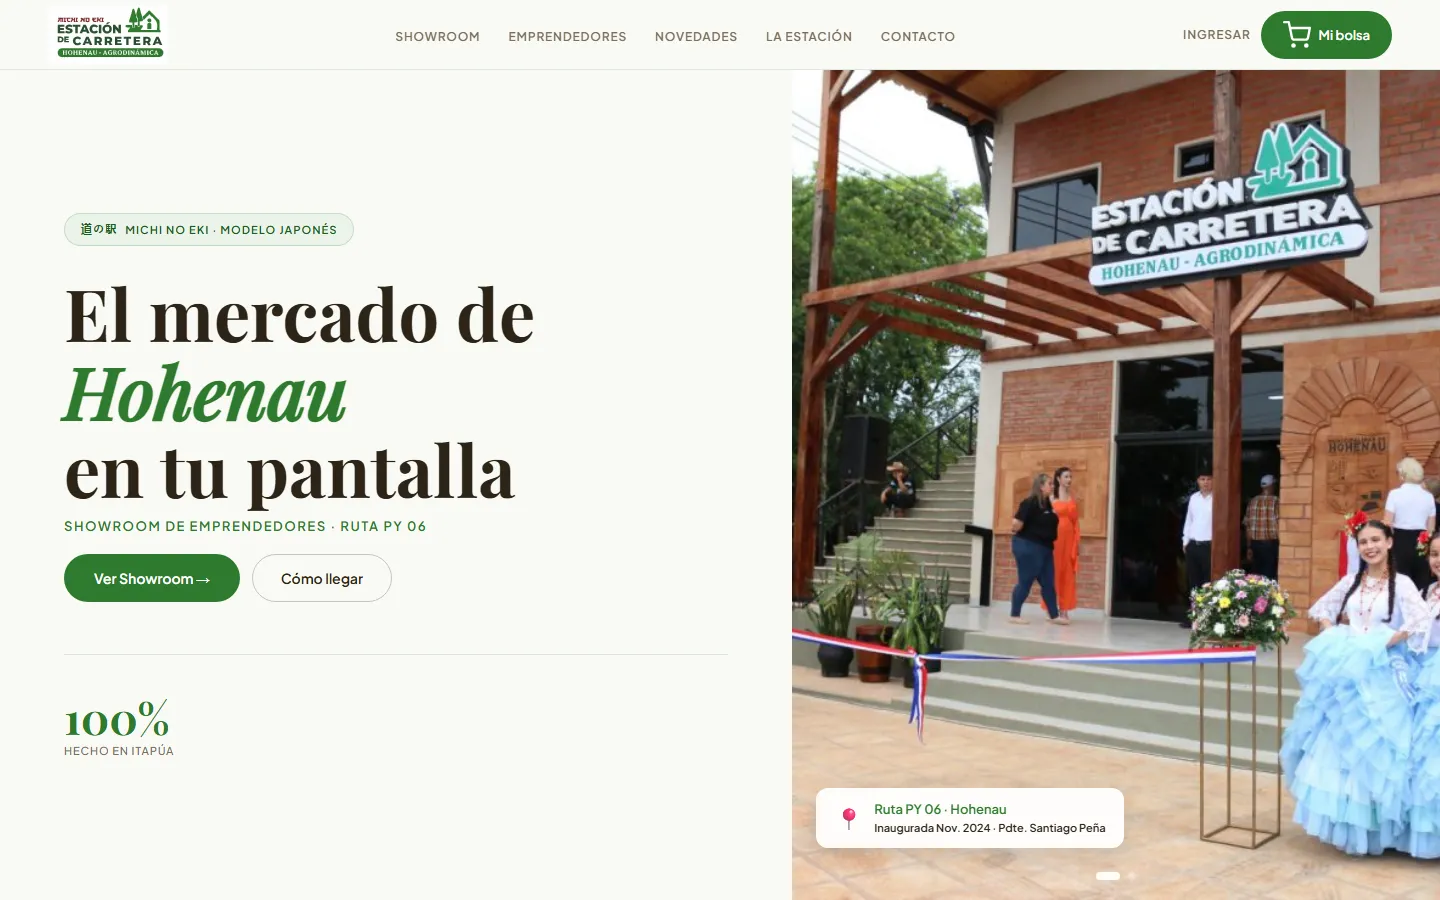 MICHI NO EKI
ESTACIÓN
DE CARRETERA
HOHENAU - AGRODINÁMICA
SHOWROOM
EMPRENDEDORES
NOVEDADES
LA ESTACIÓN
CONTACTO
INGRESAR
Mi bolsa
道の駅 MICHI NO EKI · MODELO JAPONÉS
El mercado de
Hohenau
en tu pantalla
SHOWROOM DE EMPRENDEDORES · RUTA PY 06
Ver Showroom →
Cómo llegar
100%
HECHO EN ITAPÚA
ESTACIÓN
DE CARRETERA
HOHENAU - AGRODINÁMICA
HOHENAU
Ruta PY 06 · Hohenau
Inaugurada Nov. 2024 · Pdte. Santiago Peña